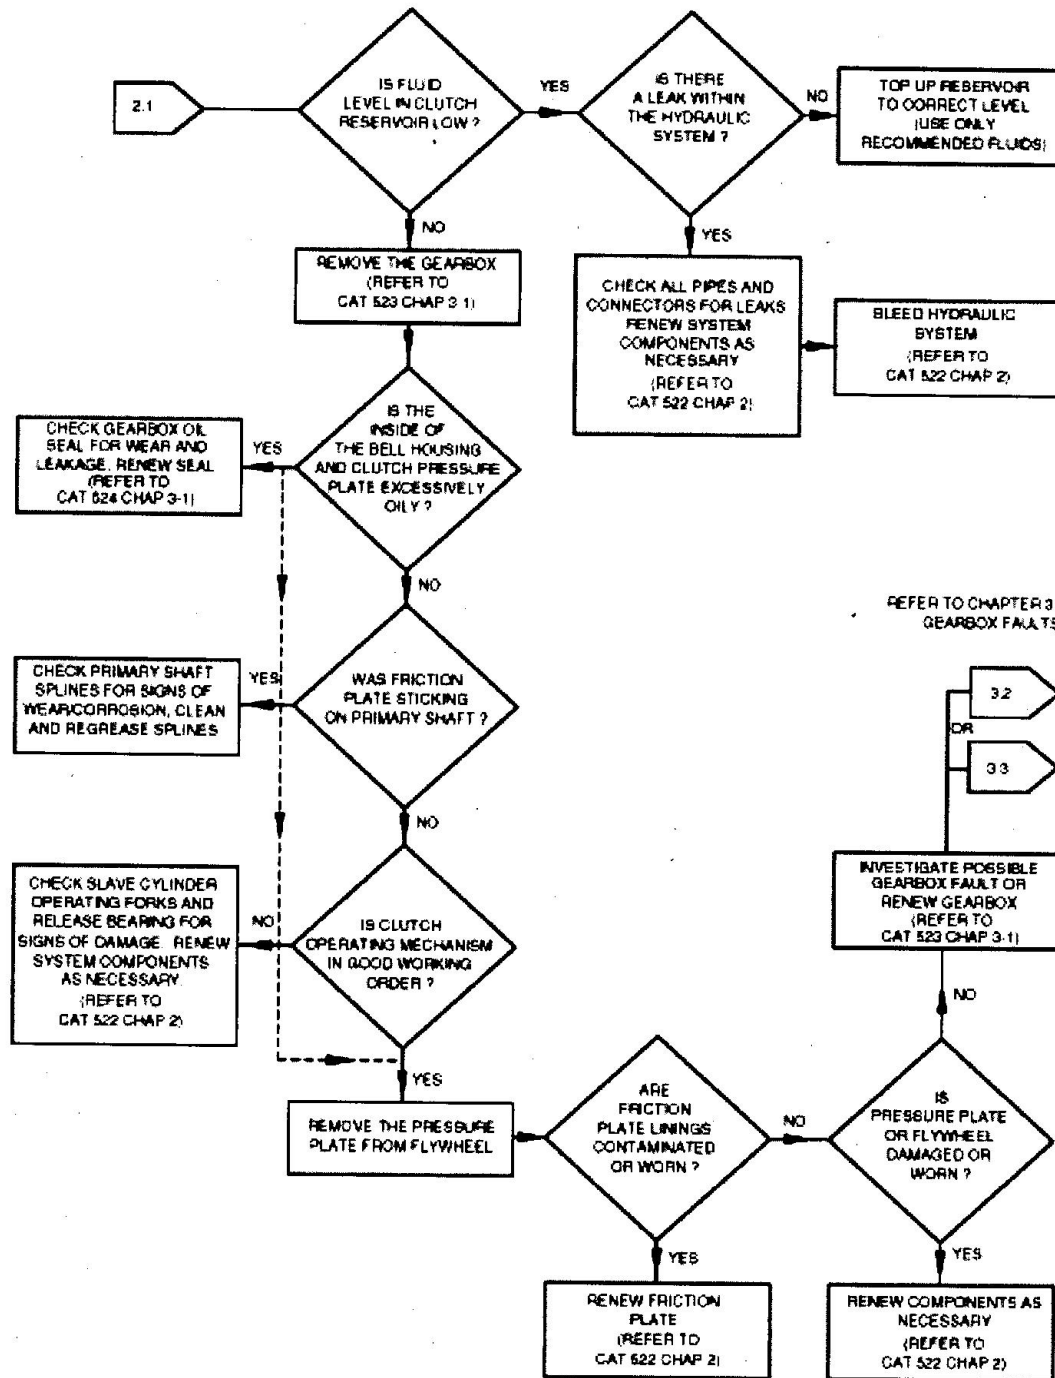 2.1
IS FLUID
LEVEL IN CLUTCH
RESERVOIR LOW ?
YES
IS THERE
A LEAK WITHIN
THE HYDRAULIC
SYSTEM ?
NO
TOP UP RESERVOIR
TO CORRECT LEVEL
(USE ONLY
RECOMMENDED FLUIDS)
NO
YES
REMOVE THE GEARBOX
(REFER TO
CAT 523 CHAP 3-1)
CHECK ALL PIPES AND
CONNECTORS FOR LEAKS
RENEW SYSTEM
COMPONENTS AS
NECESSARY
(REFER TO
CAT 522 CHAP 2)
BLEED HYDRAULIC
SYSTEM
(REFER TO
CAT 522 CHAP 2)
CHECK GEARBOX OIL
SEAL FOR WEAR AND
LEAKAGE. RENEW SEAL
(REFER TO
CAT 524 CHAP 3-1)
YES
IS THE
INSIDE OF
THE BELL HOUSING
AND CLUTCH PRESSURE
PLATE EXCESSIVELY
OILY ?
NO
REFER TO CHAPTER 3
GEARBOX FAULTS
CHECK PRIMARY SHAFT
SPLINES FOR SIGNS OF
WEAR/CORROSION, CLEAN
AND REGREASE SPLINES
YES
WAS FRICTION
PLATE STICKING
ON PRIMARY SHAFT ?
3.2
OR
3.3
NO
CHECK SLAVE CYLINDER
OPERATING FORKS AND
RELEASE BEARING FOR
SIGNS OF DAMAGE. RENEW
SYSTEM COMPONENTS
AS NECESSARY
(REFER TO
CAT 522 CHAP 2)
NO
IS CLUTCH
OPERATING MECHANISM
IN GOOD WORKING
ORDER ?
INVESTIGATE POSSIBLE
GEARBOX FAULT OR
RENEW GEARBOX
(REFER TO
CAT 523 CHAP 3-1)
NO
YES
REMOVE THE PRESSURE
PLATE FROM FLYWHEEL
ARE
FRICTION
PLATE LININGS
CONTAMINATED
OR WORN ?
NO
IS
PRESSURE PLATE
OR FLYWHEEL
DAMAGED OR
WORN ?
YES
YES
RENEW FRICTION
PLATE
(REFER TO
CAT 522 CHAP 2)
RENEW COMPONENTS AS
NECESSARY
(REFER TO
CAT 522 CHAP 2)